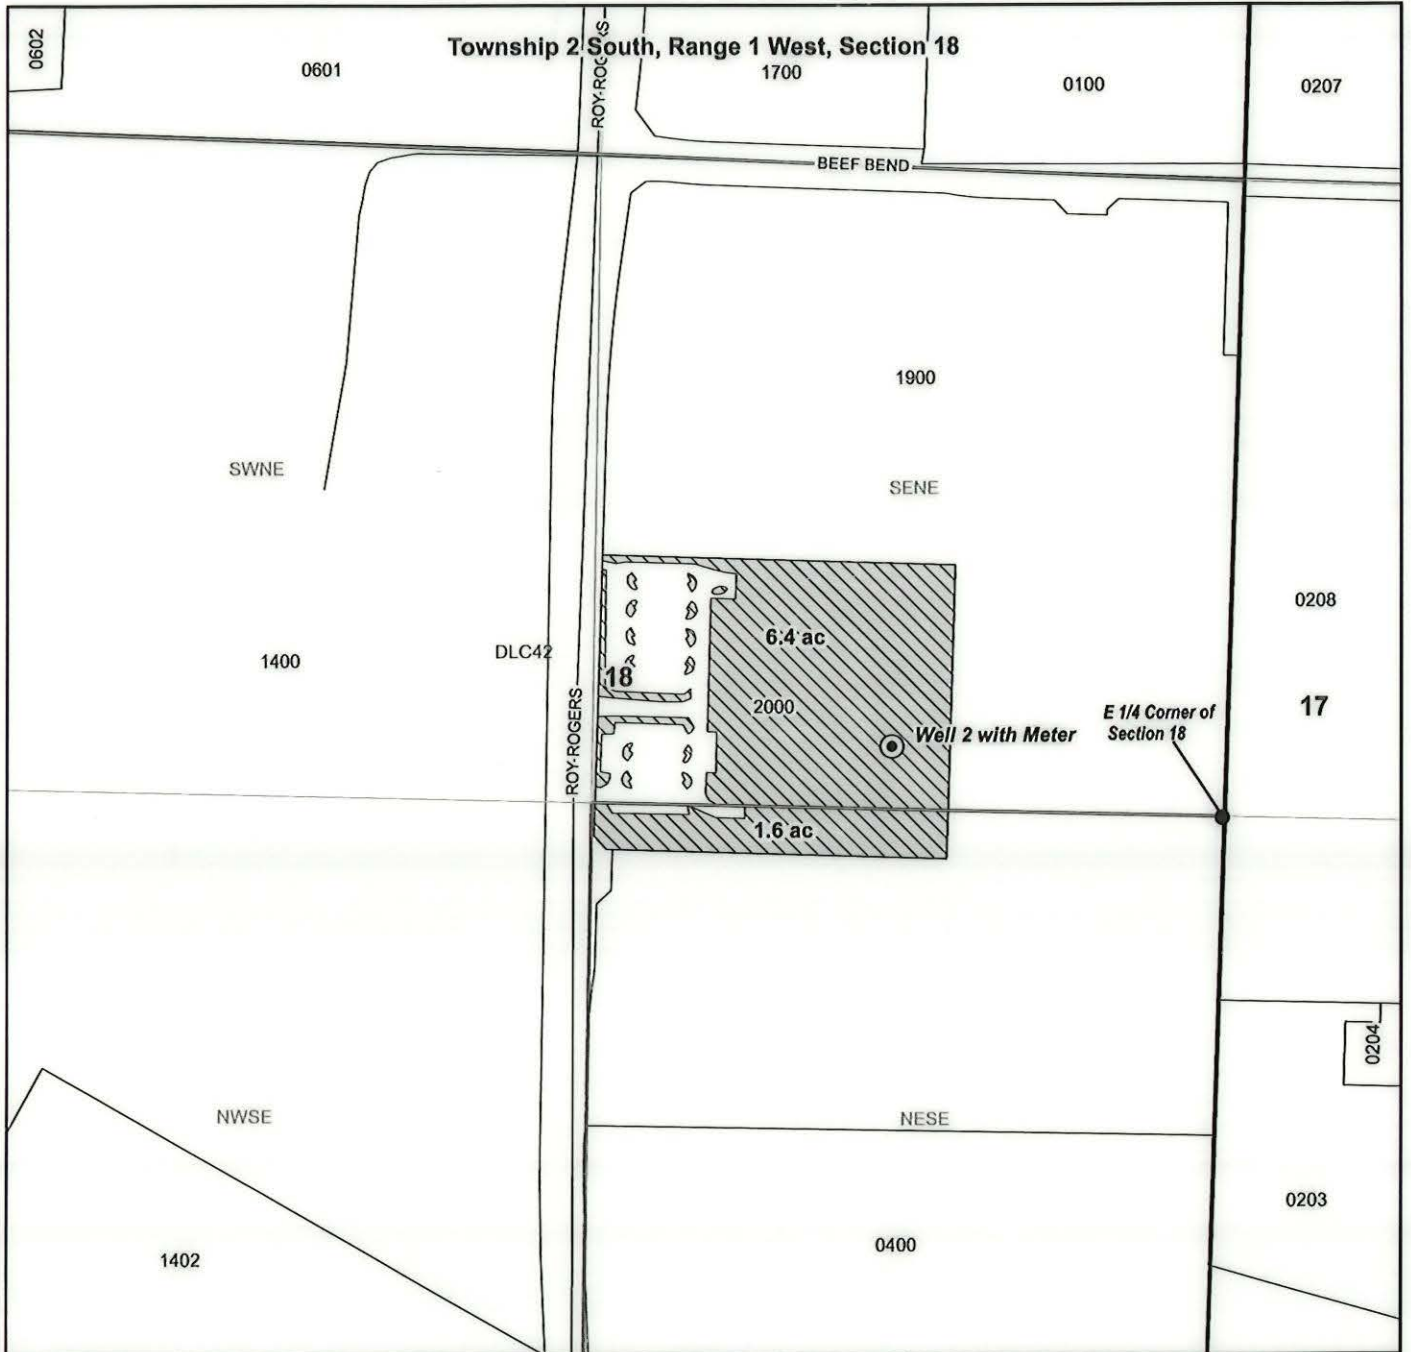 Township 2 South, Range 1 West, Section 18
0602
0601
ROY-ROGERS
1700
0100
0207
BEEF BEND
1900
SWNE
SENE
0208
6.4 ac
DLC42
1400
18
2000
17
E 1/4 Corner of
Section 18
Well 2 with Meter
ROY-ROGERS
1.6 ac
0204
NWSE
NESE
0203
0400
1402